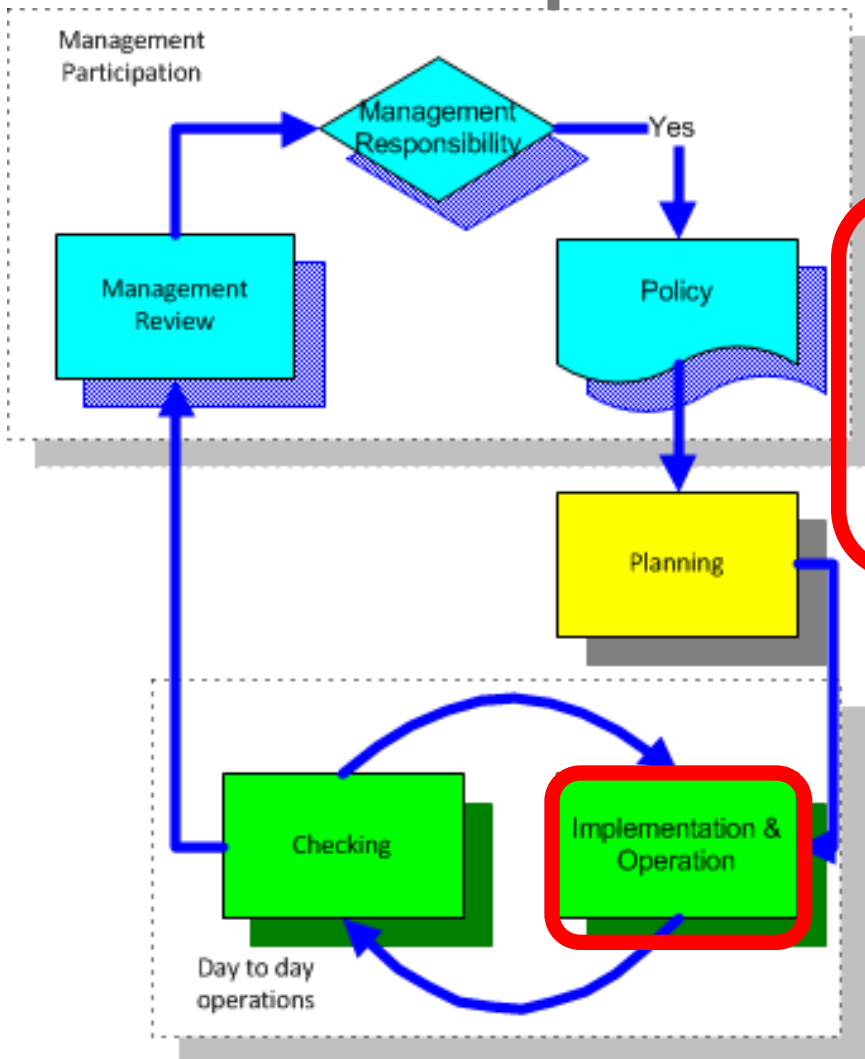 Management
Participation
Management
Responsibility
Yes
Management
Review
Policy
Planning
Checking
Implementation &
Operation
Day to day
operations